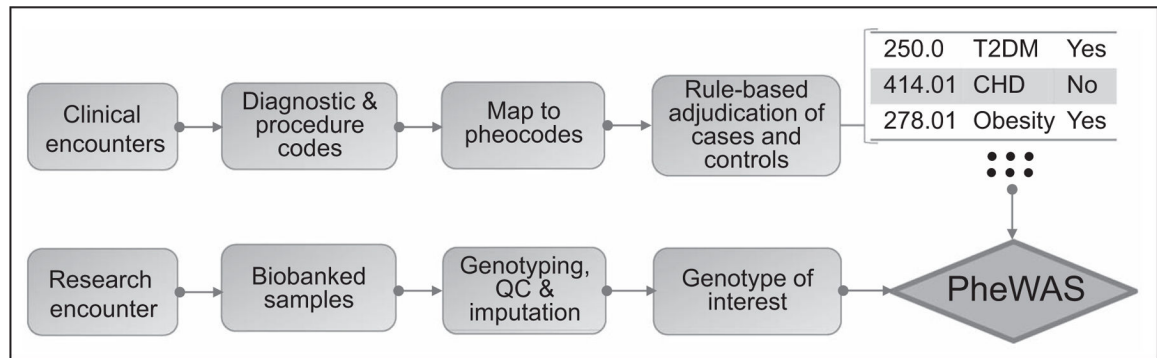 Clinical
encounters
Diagnostic &
procedure
codes
Map to
pheocodes
Rule-based
adjudication of
cases and
controls
250.0 T2DM Yes
414.01 CHD No
278.01 Obesity Yes
Research
encounter
Biobanked
samples
Genotyping,
QC &
imputation
Genotype of
interest
PheWAS